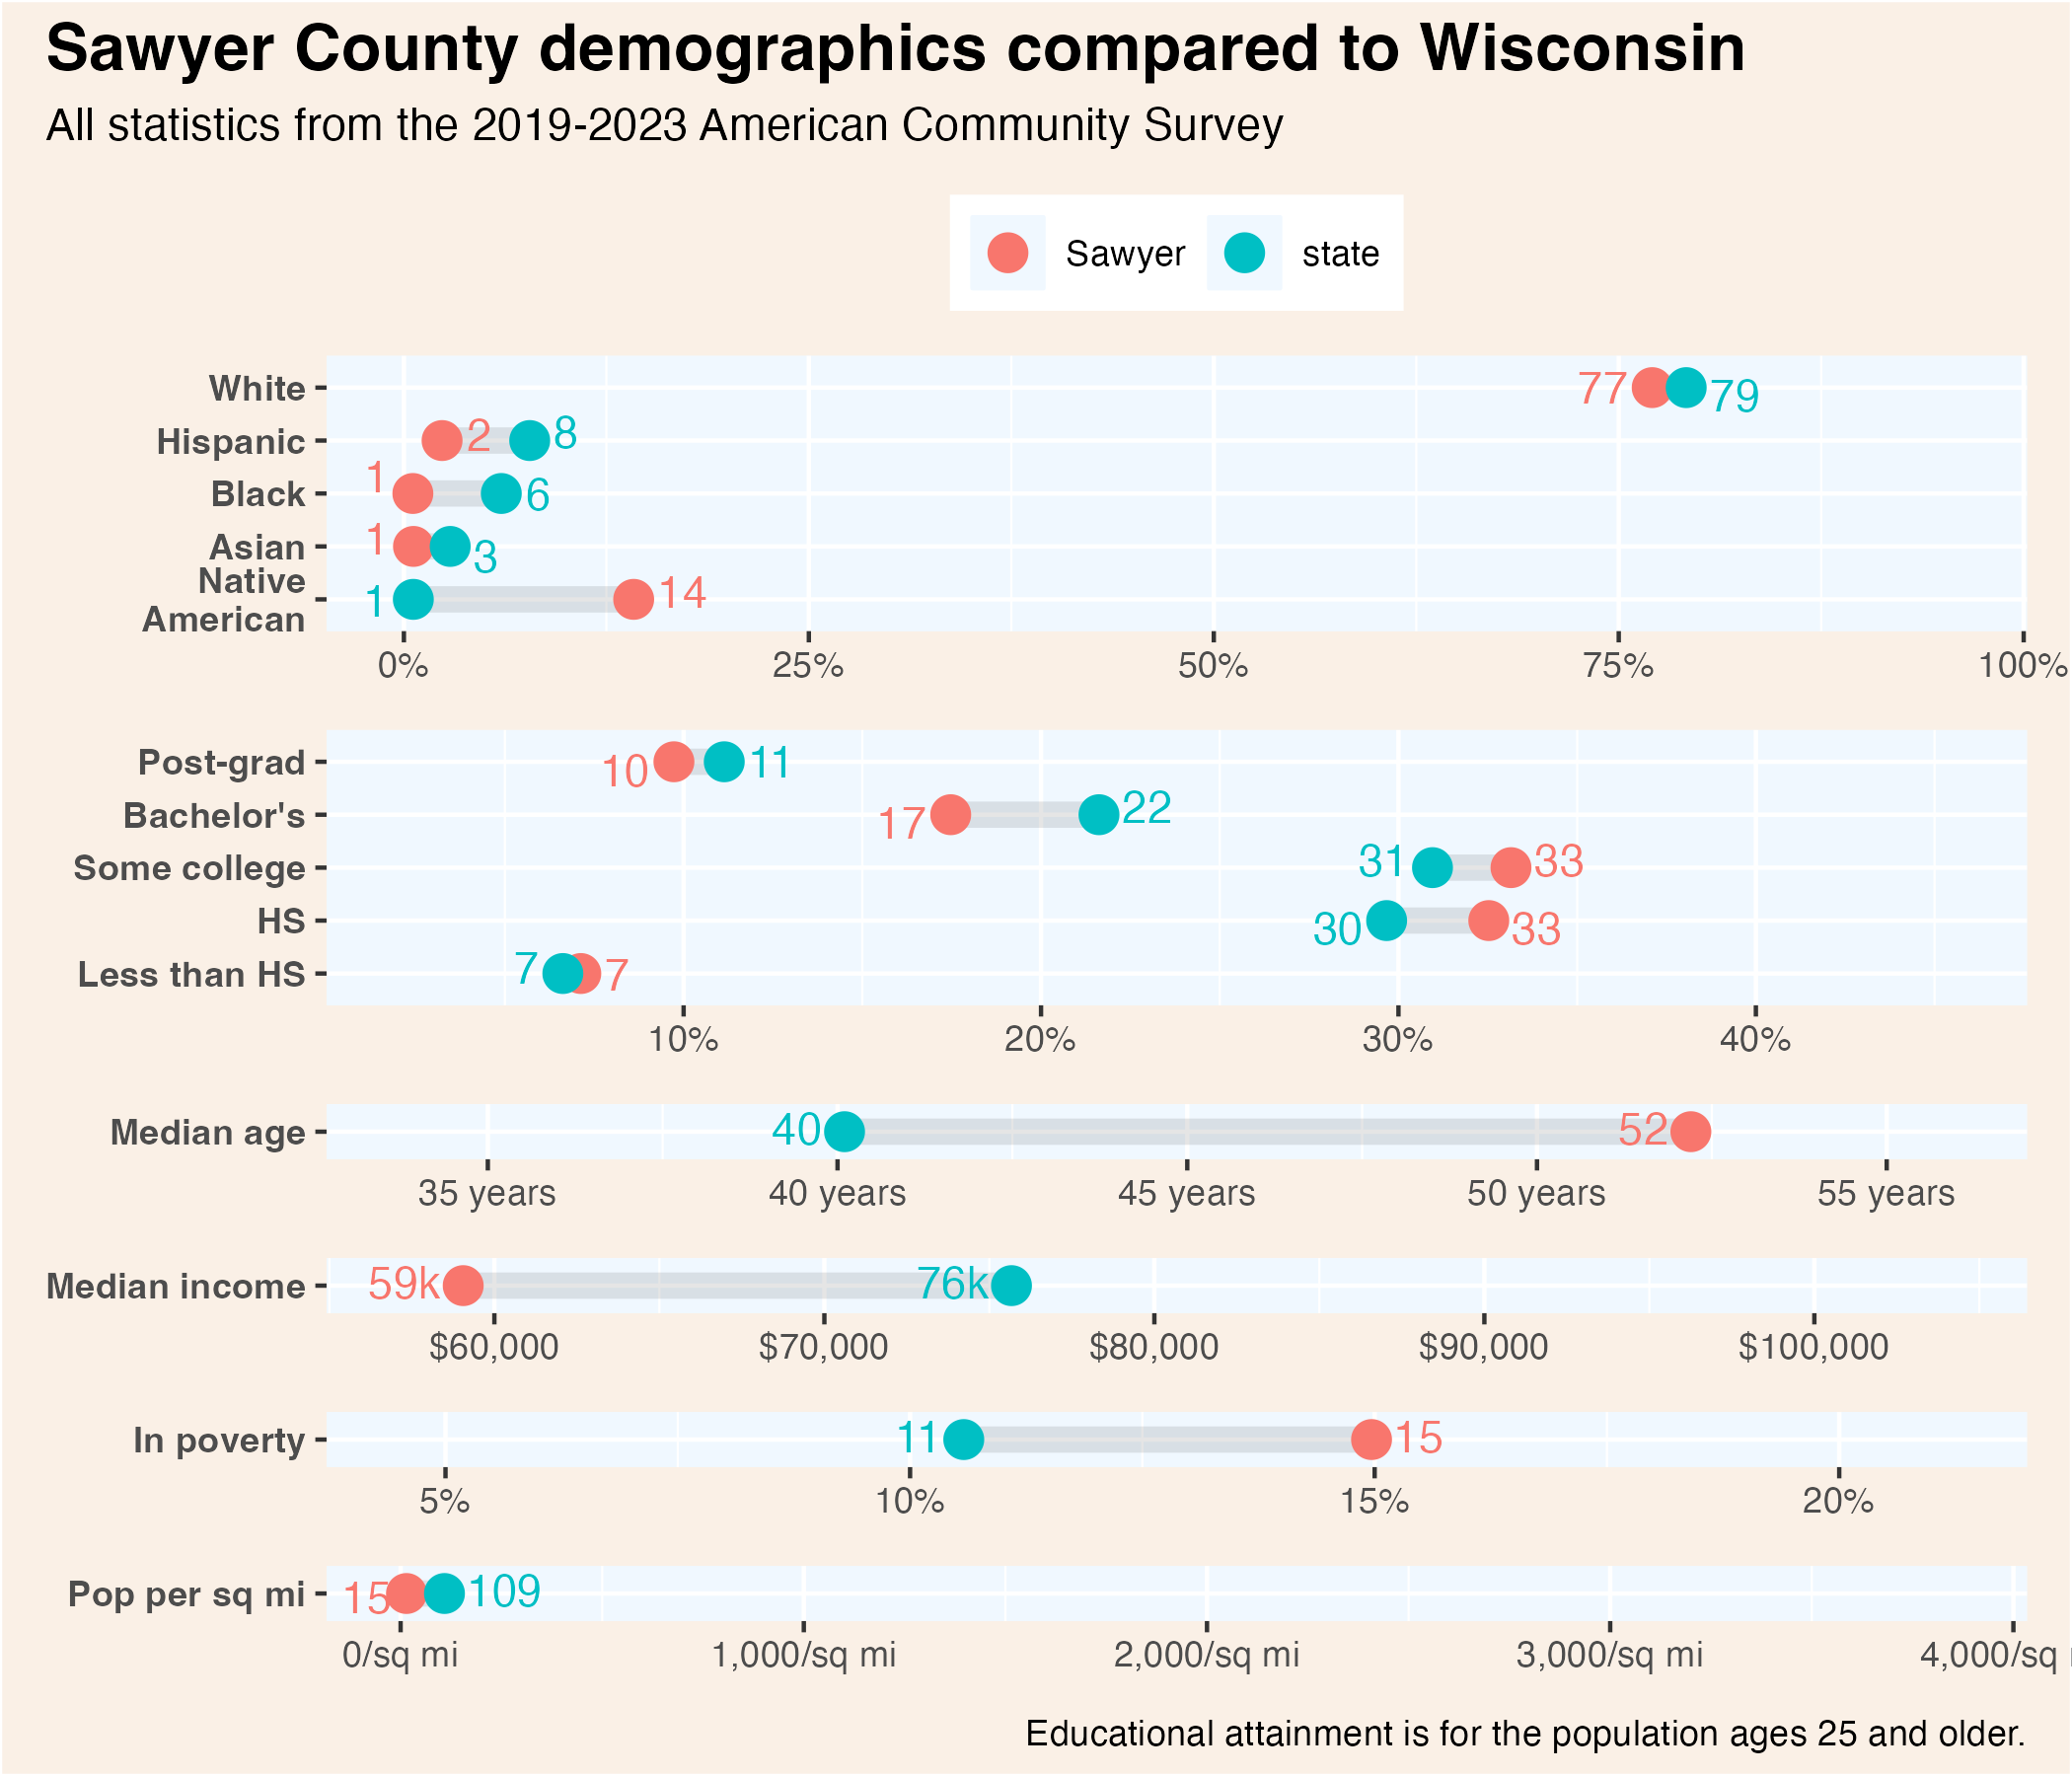 Sawyer County demographics compared to Wisconsin
All statistics from the 2019-2023 American Community Survey
Sawyer state
White 77 79
Hispanic 2 8
Black 1 6
Asian 1 3
Native
American 1 14
0% 25% 50% 75% 100%
Post-grad 10 11
Bachelor's 17 22
Some college 31 33
HS 30 33
Less than HS 7 7
10% 20% 30% 40%
Median age 40 52
35 years 40 years 45 years 50 years 55 years
Median income 59k 76k
$60,000 $70,000 $80,000 $90,000 $100,000
In poverty 11 15
5% 10% 15% 20%
Pop per sq mi 15 109
0/sq mi 1,000/sq mi 2,000/sq mi 3,000/sq mi 4,000/sq
Educational attainment is for the population ages 25 and older.